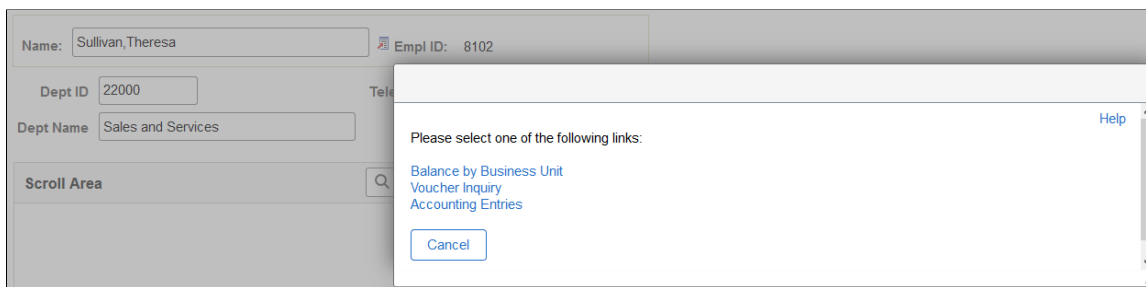 Name: Sullivan,Theresa Empl ID: 8102
Dept ID 22000 Tele
Dept Name Sales and Services
Scroll Area
Help
Please select one of the following links:
Balance by Business Unit
Voucher Inquiry
Accounting Entries
Cancel